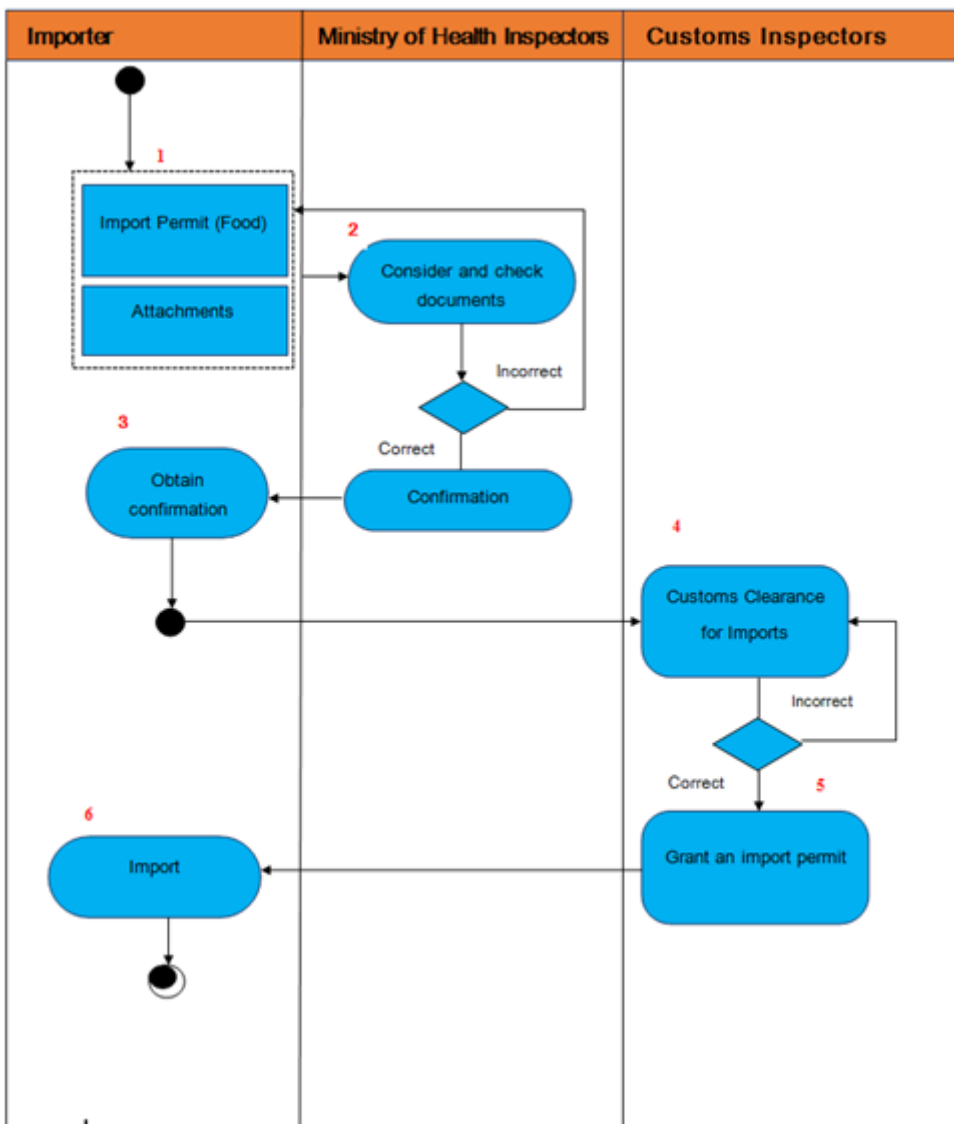 Importer
Ministry of Health Inspectors
Customs Inspectors
1
Import Permit (Food)
Attachments
2
Consider and check
documents
Incorrect
Correct
3
Obtain
confirmation
Confirmation
4
Customs Clearance
for Imports
Incorrect
Correct
5
Grant an import permit
6
Import